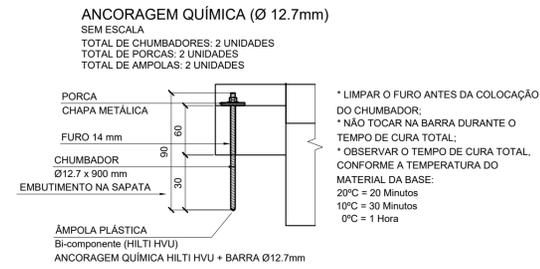 ANCORAGEM QUÍMICA (Ø 12.7mm)
SEM ESCALA
TOTAL DE CHUMBADORES: 2 UNIDADES
TOTAL DE PORCAS: 2 UNIDADES
TOTAL DE AMPOLAS: 2 UNIDADES
PORCA
CHAPA METÁLICA
FURO 14 mm
CHUMBADOR
Ø12.7 x 900 mm
EMBUTIMENTO NA SAPATA
90
60
30
ÂMPOLA PLÁSTICA
Bi-componente (HILTI HVU)
ANCORAGEM QUÍMICA HILTI HVU + BARRA Ø12.7mm
* LIMPAR O FURO ANTES DA COLOCAÇÃO
DO CHUMBADOR;
* NÃO TOCAR NA BARRA DURANTE O
TEMPO DE CURA TOTAL;
* OBSERVAR O TEMPO DE CURA TOTAL,
CONFORME A TEMPERATURA DO
MATERIAL DA BASE:
20ºC = 20 Minutos
10ºC = 30 Minutos
0ºC = 1 Hora